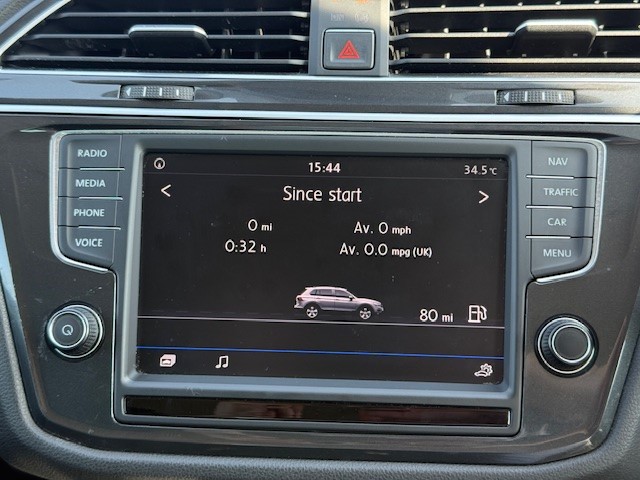 RADIO
MEDIA
PHONE
VOICE
15:44
34.5°C
Since start
0 mi
Av. 0 mph
0:32 h
Av. 0.0 mpg (UK)
80 mi
NAV
TRAFFIC
CAR
MENU